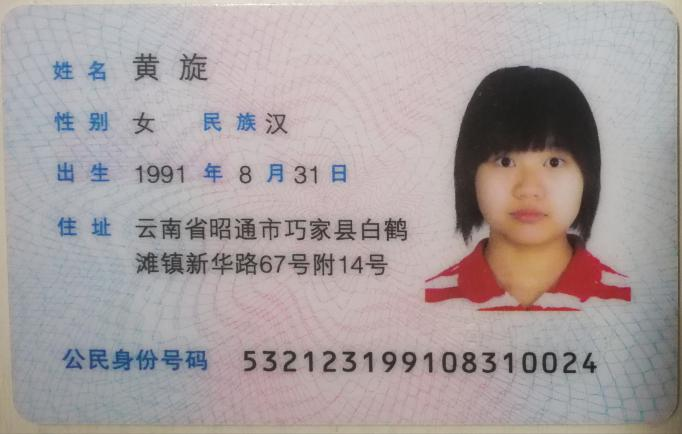 姓名 黄旋
性别 女 民族 汉
出生 1991 年 8 月 31 日
住址 云南省昭通市巧家县白鹤
滩镇新华路67号附14号
公民身份号码 532123199108310024